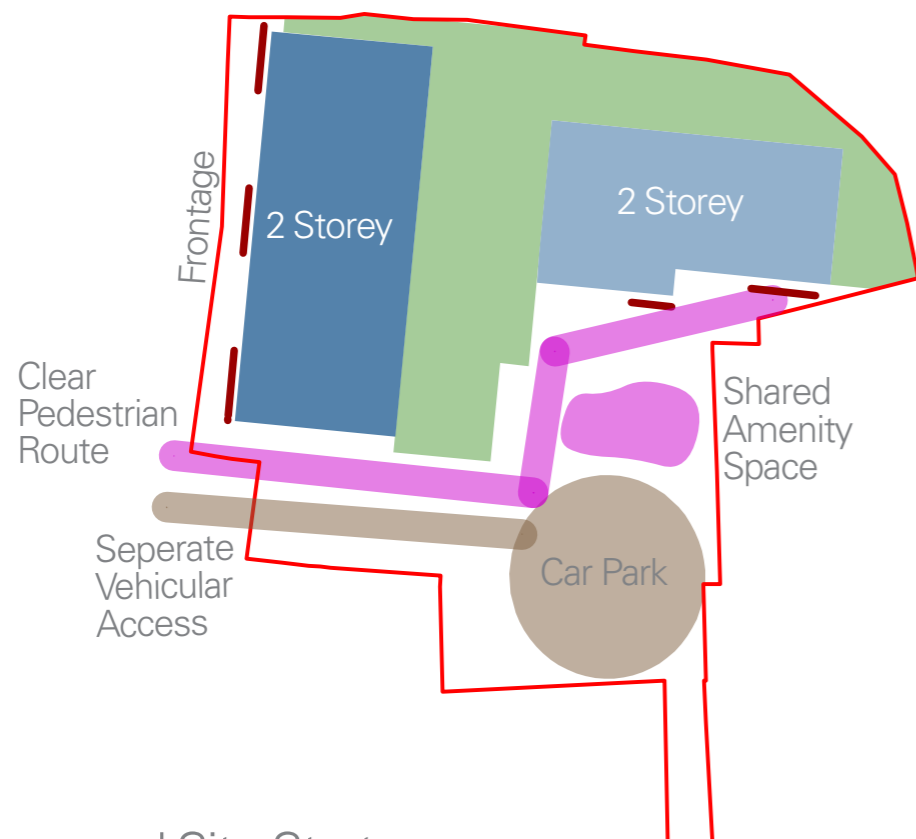 Frontage
2 Storey
2 Storey
Clear
Pedestrian
Route
Shared
Amenity
Space
Seperate
Vehicular
Access
Car Park